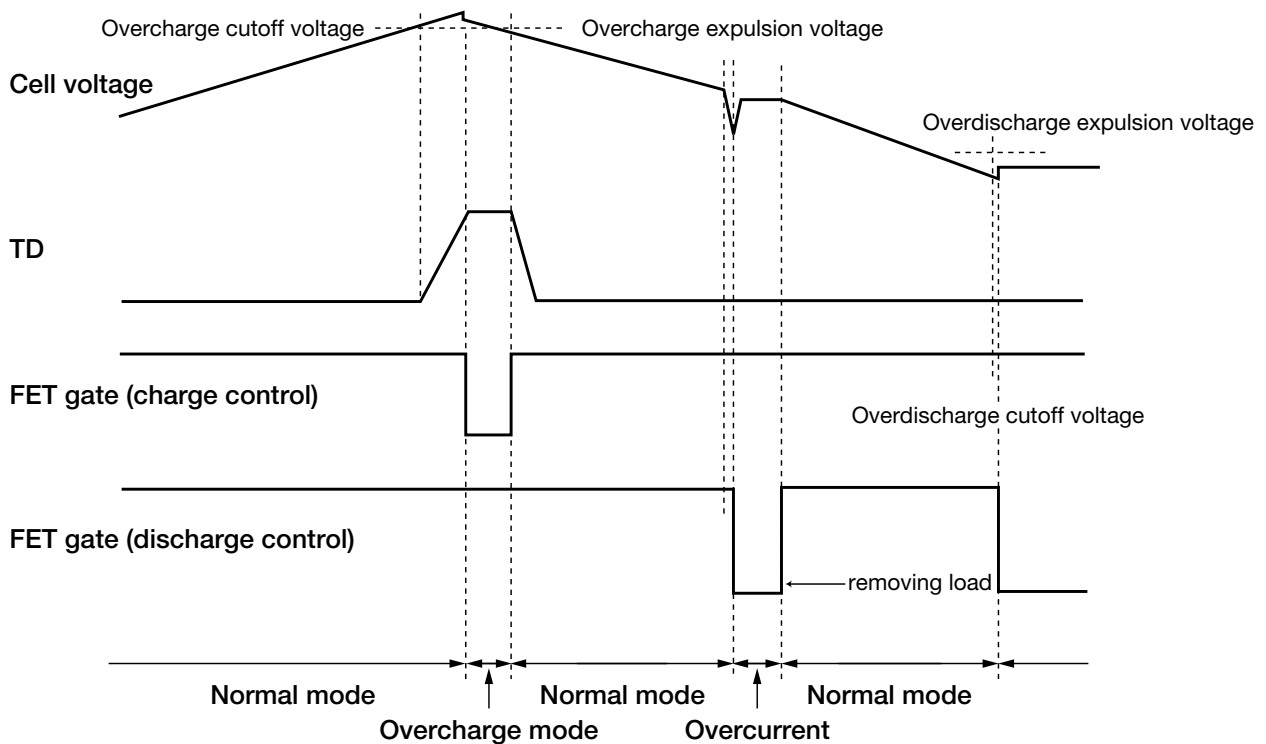 Overcharge cutoff voltage
Overcharge expulsion voltage
Cell voltage
Overdischarge expulsion voltage
TD
FET gate (charge control)
Overdischarge cutoff voltage
FET gate (discharge control)
removing load
Normal mode
Normal mode
Normal mode
Overcharge mode
Overcurrent